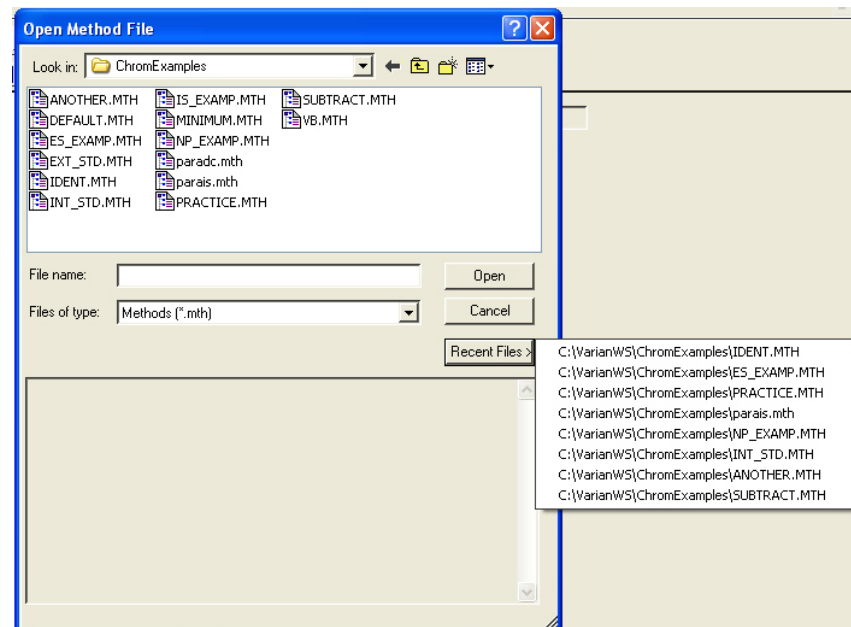 Open Method File
Look in: ChromExamples
ANOTHER.MTH IS_EXAMP.MTH SUBTRACT.MTH
DEFAULT.MTH MINIMUM.MTH VB.MTH
ES_EXAMP.MTH NP_EXAMP.MTH
EXT_STD.MTH paradc.mth
IDENT.MTH parais.mth
INT_STD.MTH PRACTICE.MTH
File name: Open
Files of type: Methods (*.mth) Cancel
Recent Files >
C:\VarianWS\ChromExamples\IDENT.MTH
C:\VarianWS\ChromExamples\ES_EXAMP.MTH
C:\VarianWS\ChromExamples\PRACTICE.MTH
C:\VarianWS\ChromExamples\parais.mth
C:\VarianWS\ChromExamples\NP_EXAMP.MTH
C:\VarianWS\ChromExamples\INT_STD.MTH
C:\VarianWS\ChromExamples\ANOTHER.MTH
C:\VarianWS\ChromExamples\SUBTRACT.MTH